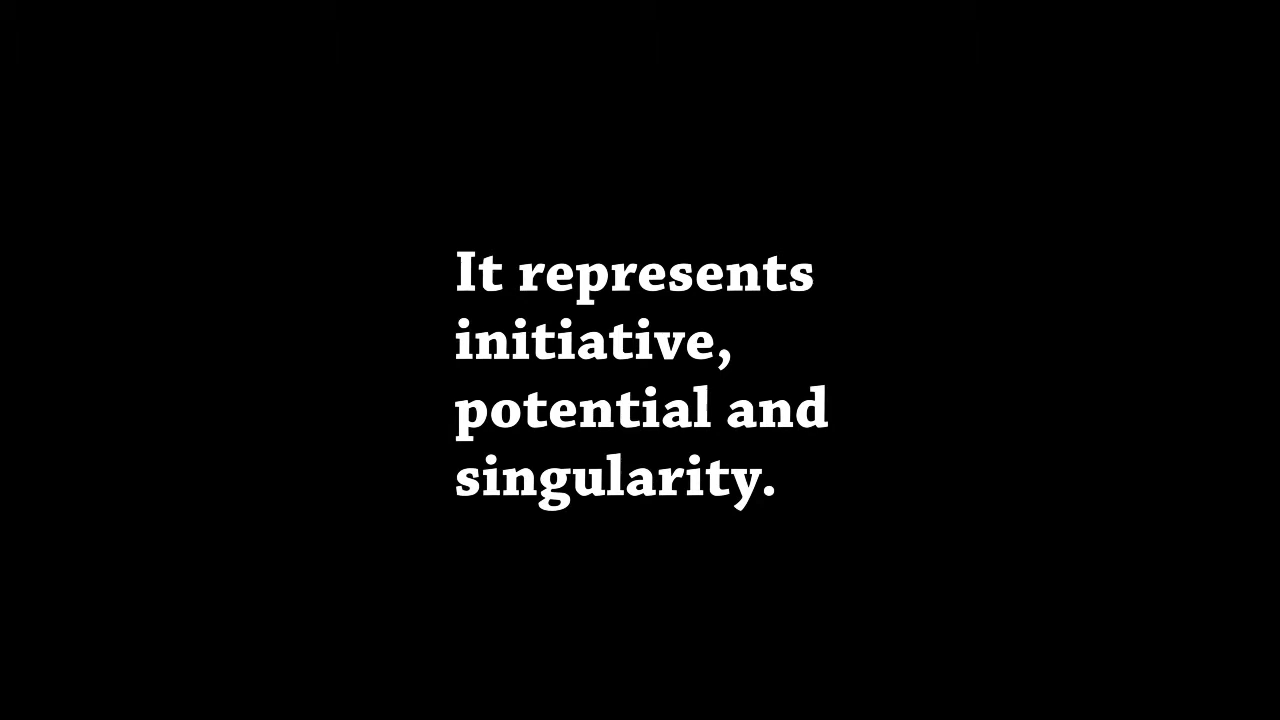 It represents
initiative,
potential and
singularity.